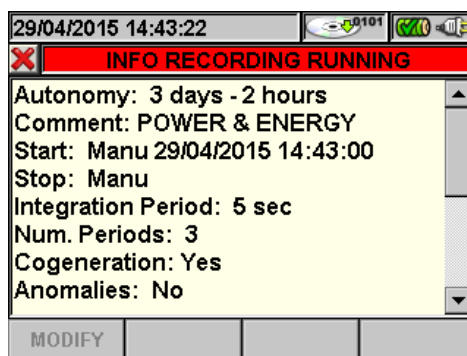 29/04/2015 14:43:22
0101
INFO RECORDING RUNNING
Autonomy: 3 days - 2 hours
Comment: POWER & ENERGY
Start: Manu 29/04/2015 14:43:00
Stop: Manu
Integration Period: 5 sec
Num. Periods: 3
Cogeneration: Yes
Anomalies: No
MODIFY